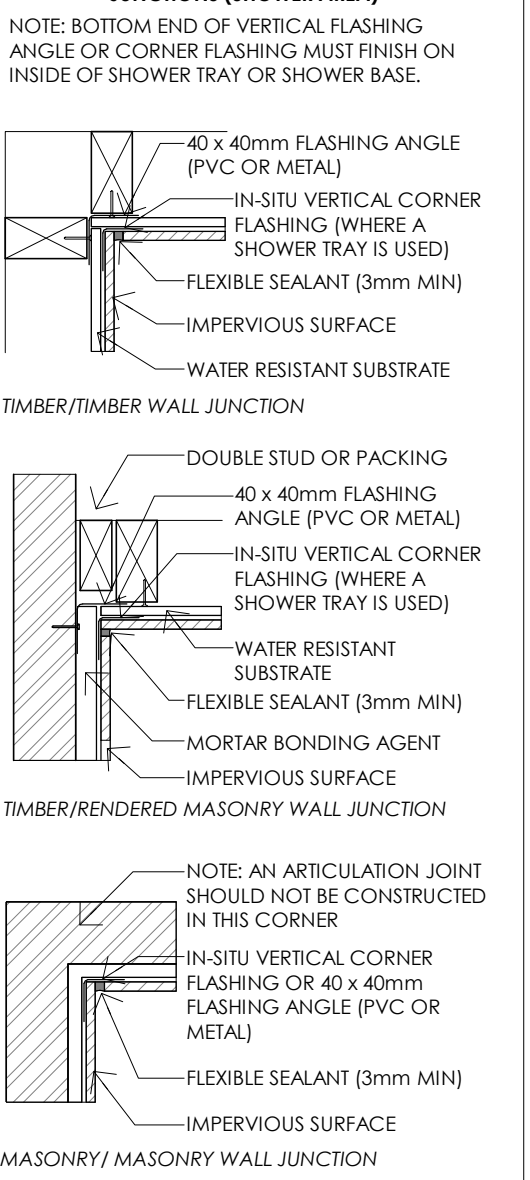 JUNCTIONS (SHOWER AREA)
NOTE: BOTTOM END OF VERTICAL FLASHING
ANGLE OR CORNER FLASHING MUST FINISH ON
INSIDE OF SHOWER TRAY OR SHOWER BASE.
40 x 40mm FLASHING ANGLE
(PVC OR METAL)
IN-SITU VERTICAL CORNER
FLASHING (WHERE A
SHOWER TRAY IS USED)
FLEXIBLE SEALANT (3mm MIN)
IMPERVIOUS SURFACE
WATER RESISTANT SUBSTRATE
TIMBER/TIMBER WALL JUNCTION
DOUBLE STUD OR PACKING
40 x 40mm FLASHING
ANGLE (PVC OR METAL)
IN-SITU VERTICAL CORNER
FLASHING (WHERE A
SHOWER TRAY IS USED)
WATER RESISTANT
SUBSTRATE
FLEXIBLE SEALANT (3mm MIN)
MORTAR BONDING AGENT
IMPERVIOUS SURFACE
TIMBER/RENDERED MASONRY WALL JUNCTION
NOTE: AN ARTICULATION JOINT
SHOULD NOT BE CONSTRUCTED
IN THIS CORNER
IN-SITU VERTICAL CORNER
FLASHING OR 40 x 40mm
FLASHING ANGLE (PVC OR
METAL)
FLEXIBLE SEALANT (3mm MIN)
IMPERVIOUS SURFACE
MASONRY/ MASONRY WALL JUNCTION